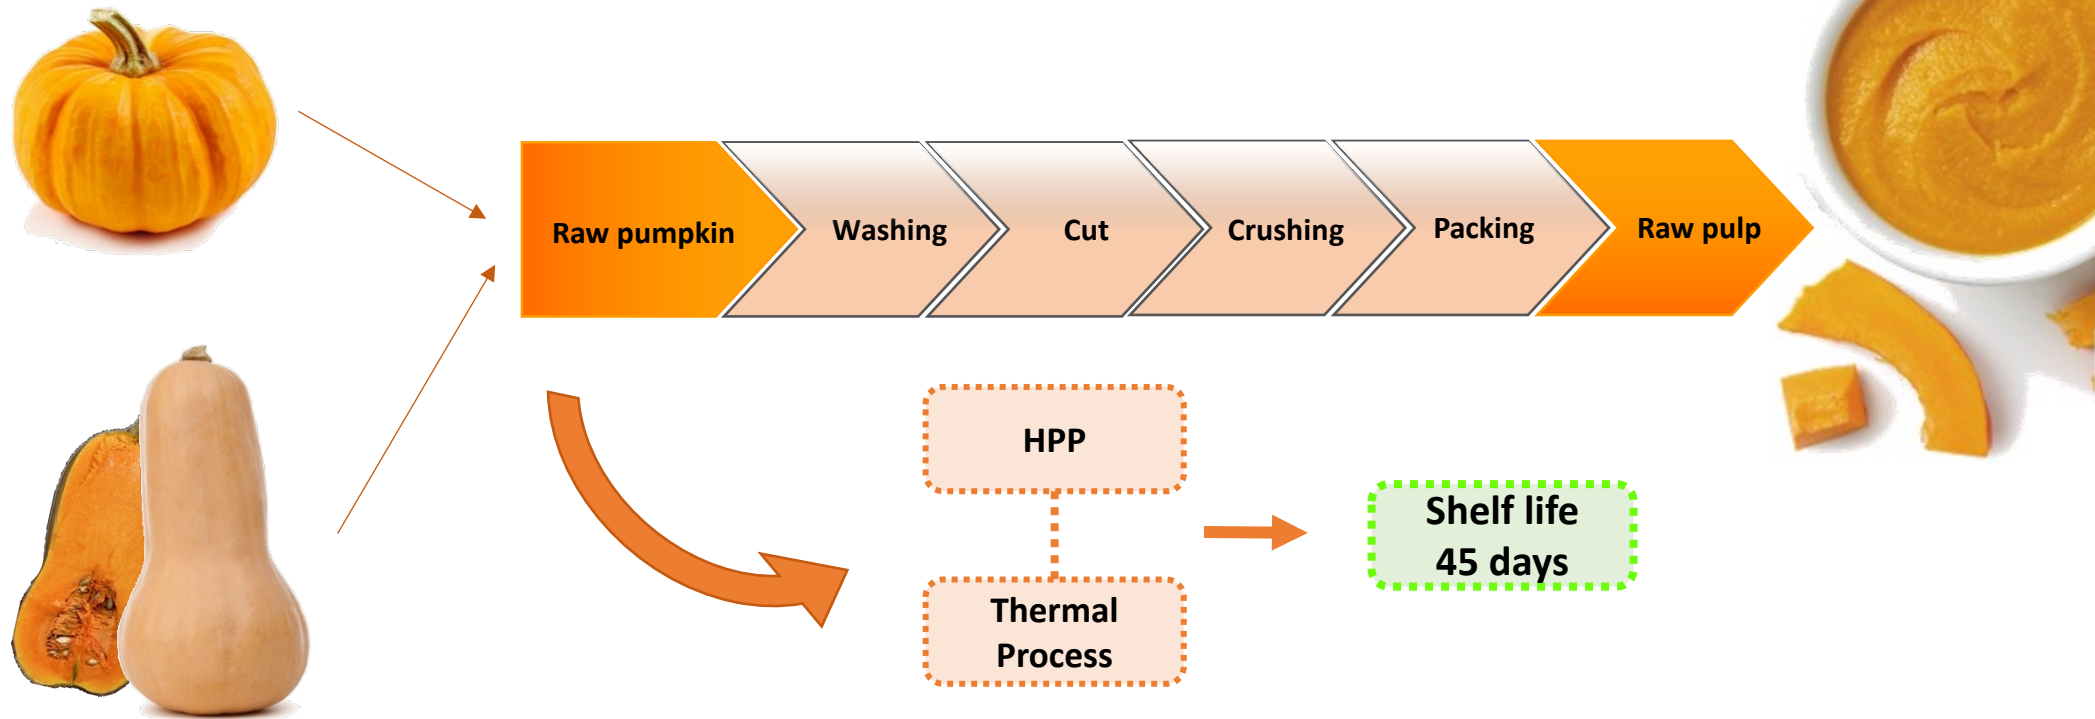 Raw pumpkin
Washing
Cut
Crushing
Packing
Raw pulp
HPP
Thermal
Process
Shelf life
45 days